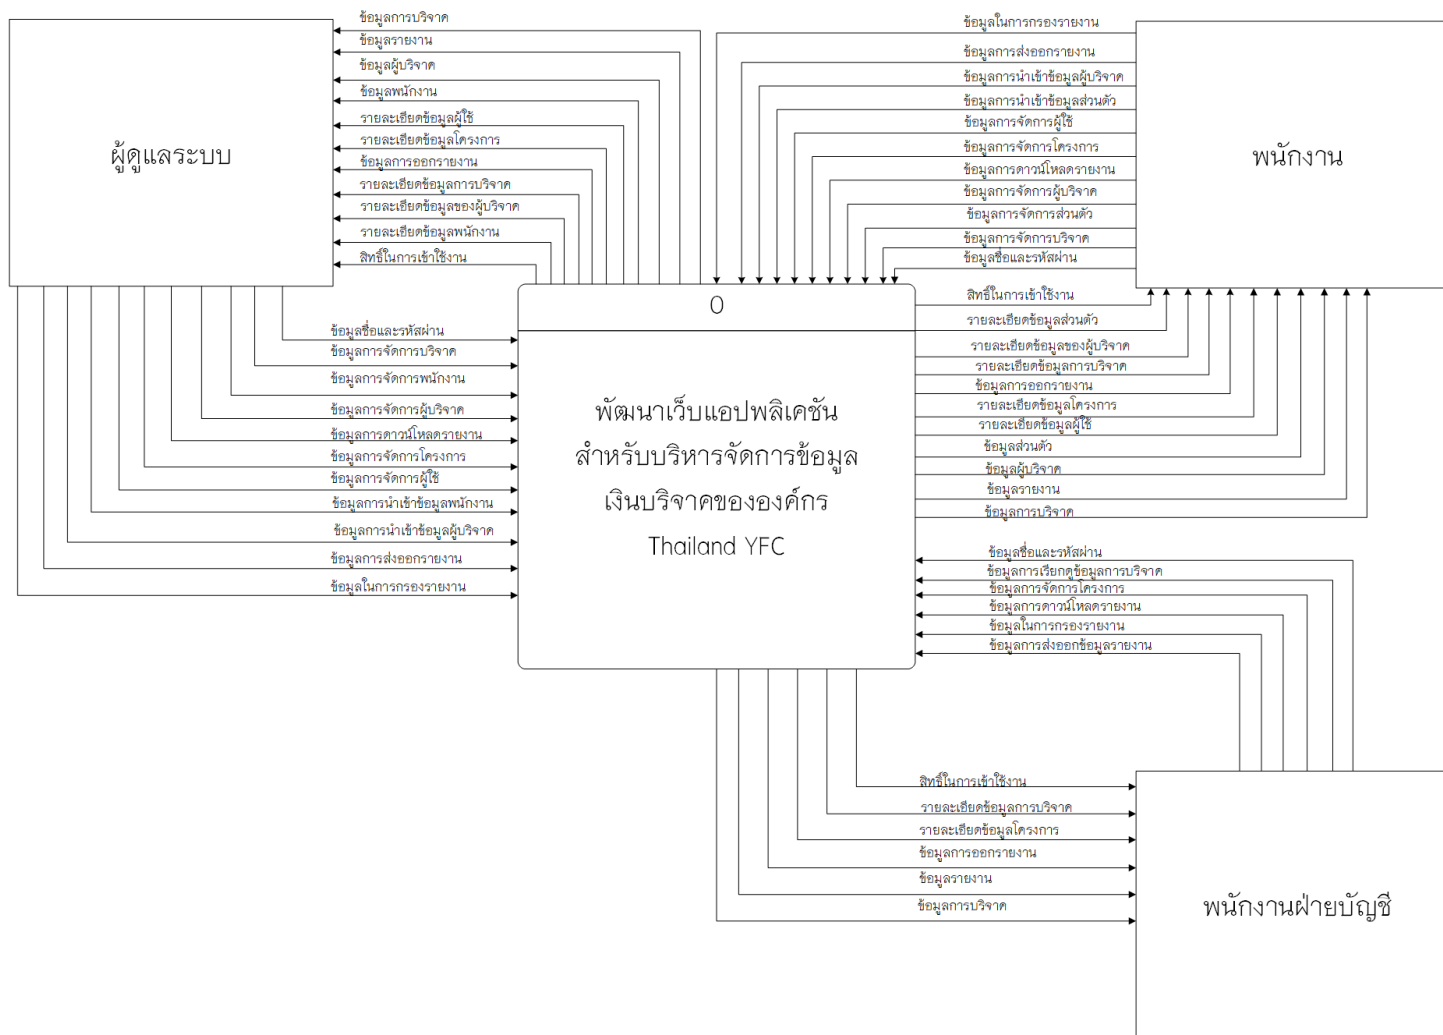 ผู้ดูแลระบบ
ข้อมูลการบริจาค
ข้อมูลรายงาน
ข้อมูลผู้บริจาค
ข้อมูลพนักงาน
รายละเอียดข้อมูลผู้ใช้
รายละเอียดข้อมูลโครงการ
ข้อมูลการออกรายงาน
รายละเอียดข้อมูลการบริจาค
รายละเอียดข้อมูลของผู้บริจาค
รายละเอียดข้อมูลพนักงาน
สิทธิ์ในการเข้าใช้งาน
ข้อมูลในการกรองรายงาน
ข้อมูลการส่งออกรายงาน
ข้อมูลการนำเข้าข้อมูลผู้บริจาค
ข้อมูลการนำเข้าข้อมูลส่วนตัว
ข้อมูลการจัดการผู้ใช้
ข้อมูลการจัดการโครงการ
ข้อมูลการดาวน์โหลดรายงาน
ข้อมูลการจัดการผู้บริจาค
ข้อมูลการจัดการส่วนตัว
ข้อมูลการจัดการบริจาค
ข้อมูลชื่อและรหัสผ่าน
พนักงาน
ข้อมูลชื่อและรหัสผ่าน
ข้อมูลการจัดการบริจาค
ข้อมูลการจัดการพนักงาน
ข้อมูลการจัดการผู้บริจาค
ข้อมูลการดาวน์โหลดรายงาน
ข้อมูลการจัดการโครงการ
ข้อมูลการจัดการผู้ใช้
ข้อมูลการนำเข้าข้อมูลพนักงาน
ข้อมูลการนำเข้าข้อมูลผู้บริจาค
ข้อมูลการส่งออกรายงาน
ข้อมูลในการกรองรายงาน
0
พัฒนาเว็บแอปพลิเคชัน
สำหรับบริหารจัดการข้อมูล
เงินบริจาคขององค์กร
Thailand YFC
สิทธิ์ในการเข้าใช้งาน
รายละเอียดข้อมูลส่วนตัว
รายละเอียดข้อมูลของผู้บริจาค
รายละเอียดข้อมูลการบริจาค
ข้อมูลการออกรายงาน
รายละเอียดข้อมูลโครงการ
รายละเอียดข้อมูลผู้ใช้
ข้อมูลส่วนตัว
ข้อมูลผู้บริจาค
ข้อมูลรายงาน
ข้อมูลการบริจาค
ข้อมูลชื่อและรหัสผ่าน
ข้อมูลการเรียกดูข้อมูลการบริจาค
ข้อมูลการจัดการโครงการ
ข้อมูลการดาวน์โหลดรายงาน
ข้อมูลในการกรองรายงาน
ข้อมูลการส่งออกข้อมูลรายงาน
สิทธิ์ในการเข้าใช้งาน
รายละเอียดข้อมูลการบริจาค
รายละเอียดข้อมูลโครงการ
ข้อมูลการออกรายงาน
ข้อมูลรายงาน
ข้อมูลการบริจาค
พนักงานฝ่ายบัญชี